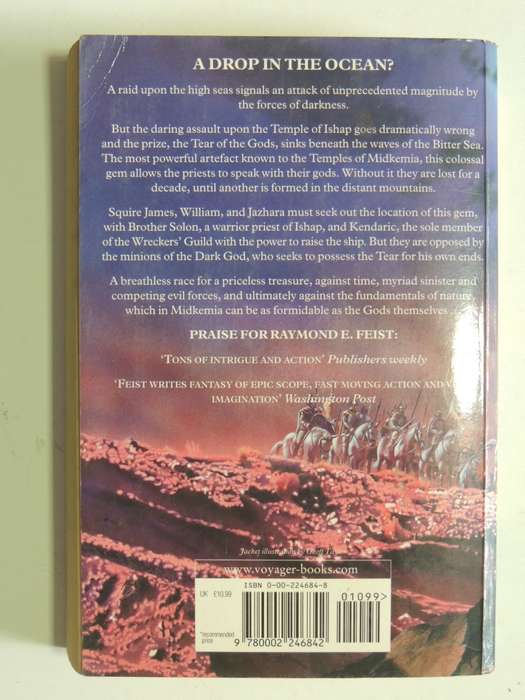 A DROP IN THE OCEAN?
A raid upon the high seas signals an attack of unprecedented magnitude by
the forces of darkness.
But the daring assault upon the Temple of Ishap goes dramatically wrong
and the prize, the Tear of the Gods, sinks beneath the waves of the Bitter Sea.
The most powerful artefact known to the Temples of Midkemia, this colossal
gem allows the priests to speak with their gods. Without it they are lost for a
decade, until another is formed in the distant mountains.
Squire James, William, and Jazhara must seek out the location of this gem,
with Brother Solon, a warrior priest of Ishap, and Kendaric, the sole member
of the Wreckers' Guild with the power to raise the ship. But they are opposed by
the minions of the Dark God, who seeks to possess the Tear for his own ends.
A breathless race for a priceless treasure, against time, myriad sinister and
competing evil forces, and ultimately against the fundamentals of nature,
which in Midkemia can be as formidable as the Gods themselves ...
PRAISE FOR RAYMOND E. FEIST:
'TONS OF INTRIGUE AND ACTION' Publishers weekly
'FEIST WRITES FANTASY OF EPIC SCOPE, FAST MOVING ACTION AND
IMAGINATION' Washington Post
Jacket illustration by Geoff
www.voyager-books.com
ISBN 0-00-224684-8
UK £10.99
01099>
*recommended
price
9 780002 246842